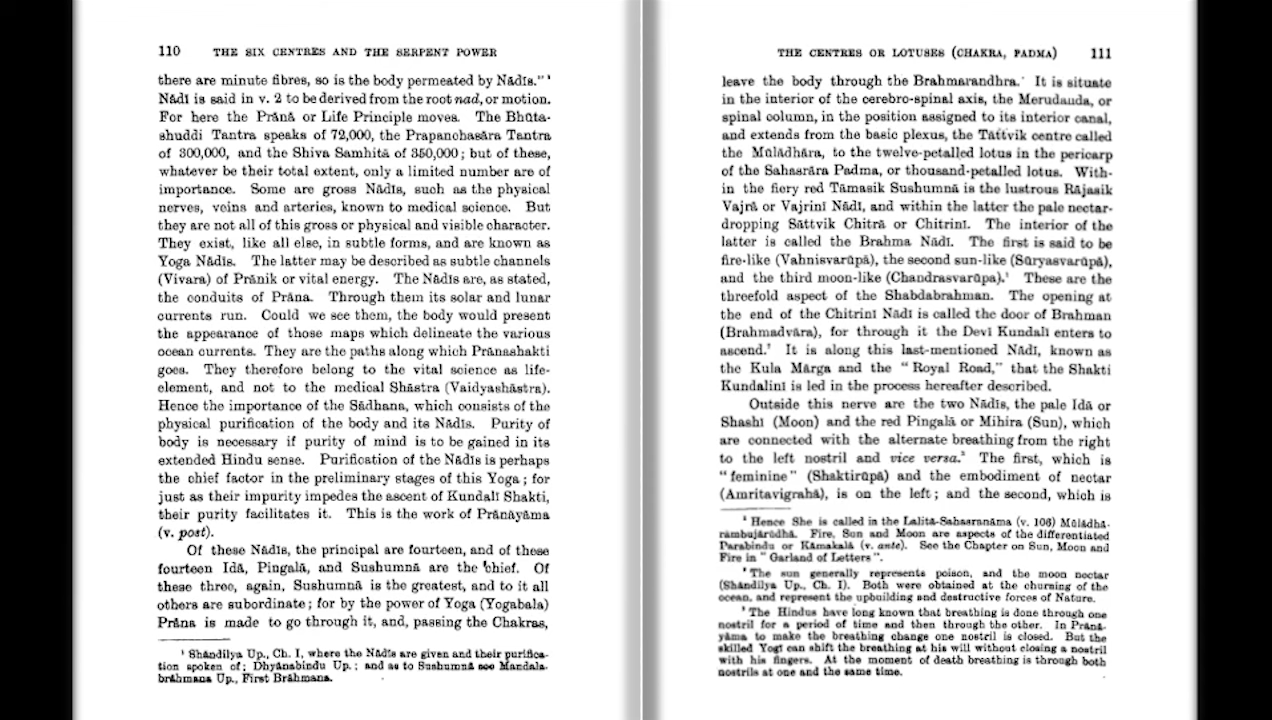 110 THE SIX CENTRES AND THE SERPENT POWER
there are minute fibres, so is the body permeated by Nādīs." ¹
Nādī is said in v. 2 to be derived from the root nad, or motion.
For here the Prānā or Life Principle moves. The Bhūta-
shuddi Tantra speaks of 72,000, the Prapanchasāra Tantra
of 300,000, and the Shiva Samhitā of 350,000; but of these,
whatever be their total extent, only a limited number are of
importance. Some are gross Nādīs, such as the physical
nerves, veins and arteries, known to medical science. But
they are not all of this gross or physical and visible character.
They exist, like all else, in subtle forms, and are known as
Yoga Nādīs. The latter may be described as subtle channels
(Vivara) of Prānik or vital energy. The Nādīs are, as stated,
the conduits of Prāna. Through them its solar and lunar
currents run. Could we see them, the body would present
the appearance of those maps which delineate the various
ocean currents. They are the paths along which Prānashakti
goes. They therefore belong to the vital science as life-
element, and not to the medical Shāstra (Vaidyashāstra).
Hence the importance of the Sādhana, which consists of the
physical purification of the body and its Nādīs. Purity of
body is necessary if purity of mind is to be gained in its
extended Hindu sense. Purification of the Nādīs is perhaps
the chief factor in the preliminary stages of this Yoga; for
just as their impurity impedes the ascent of Kundalī Shakti,
their purity facilitates it. This is the work of Prānāyāma
(v. post).
Of these Nādīs, the principal are fourteen, and of these
fourteen Idā, Pingalā, and Sushumnā are the chief. Of
these three, again, Sushumnā is the greatest, and to it all
others are subordinate; for by the power of Yoga (Yogabala)
Prāna is made to go through it, and, passing the Chakras,
¹ Shāndilya Up., Ch. I, where the Nādīs are given and their purifica-
tion spoken of; Dhyānabindu Up.; and as to Sushumnā see Mandala-
brāhmana Up., First Brāhmana.
THE CENTRES OR LOTUSES (CHAKRA, PADMA) 111
leave the body through the Brahmarandhra.¹ It is situate
in the interior of the cerebro-spinal axis, the Merudanda, or
spinal column, in the position assigned to its interior canal,
and extends from the basic plexus, the Tāttvik centre called
the Mūlādhāra, to the twelve-petalled lotus in the pericarp
of the Sahasrāra Padma, or thousand-petalled lotus. With-
in the fiery red Tāmasik Sushumnā is the lustrous Rājasik
Vajrā or Vajrinī Nādī, and within the latter the pale nectar-
dropping Sāttvik Chitrā or Chitrinī. The interior of the
latter is called the Brahma Nādī. The first is said to be
fire-like (Vahnisvarūpā), the second sun-like (Sūryasvarūpā),
and the third moon-like (Chandrasvarūpa).¹ These are the
threefold aspect of the Shabdabrahman. The opening at
the end of the Chitrinī Nādī is called the door of Brahman
(Brahmadvāra), for through it the Devī Kundalī enters to
ascend.² It is along this last-mentioned Nādī, known as
the Kula Mārga and the "Royal Road," that the Shakti
Kundalinī is led in the process hereafter described.
Outside this nerve are the two Nādīs, the pale Idā or
Shashī (Moon) and the red Pingalā or Mihira (Sun), which
are connected with the alternate breathing from the right
to the left nostril and vice versa.³ The first, which is
"feminine" (Shaktirūpā) and the embodiment of nectar
(Amritavigrahā), is on the left; and the second, which is
¹ Hence She is called in the Lalitā-Sahasranāma (v. 106) Mūlādhā-
rāmbujārūdhā. Fire, Sun and Moon are aspects of the differentiated
Parabindu or Kāmakalā (v. ante). See the Chapter on Sun, Moon and
Fire in "Garland of Letters".
² The sun generally represents poison, and the moon nectar
(Shāndilya Up., Ch. I). Both were obtained at the churning of the
ocean, and represent the upbuilding and destructive forces of Nature.
³ The Hindus have long known that breathing is done through one
nostril for a period of time and then through the other. In Prānā-
yāma to make the breathing change one nostril is closed. But the
skilled Yogī can shift the breathing at his will without closing a nostril
with his fingers. At the moment of death breathing is through both
nostrils at one and the same time.